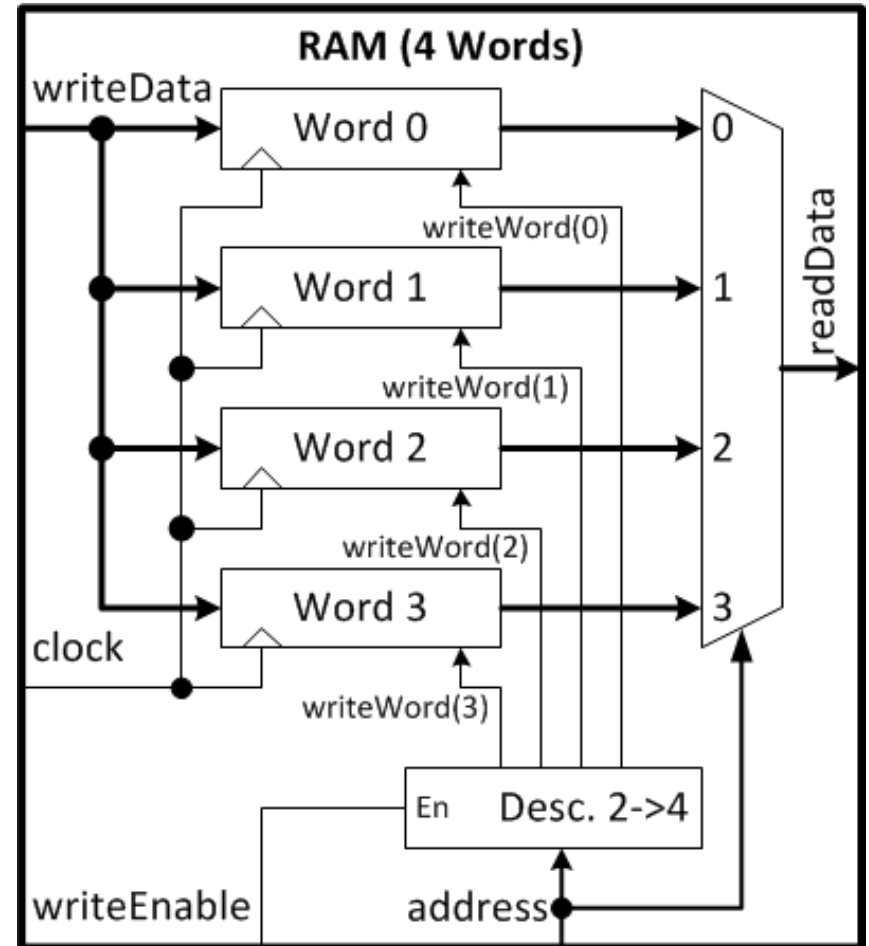 RAM (4 Words)
writeData
Word 0
0
writeWord(0)
readData
Word 1
1
writeWord(1)
Word 2
2
writeWord(2)
Word 3
3
clock
writeWord(3)
En
Desc. 2->4
writeEnable
address